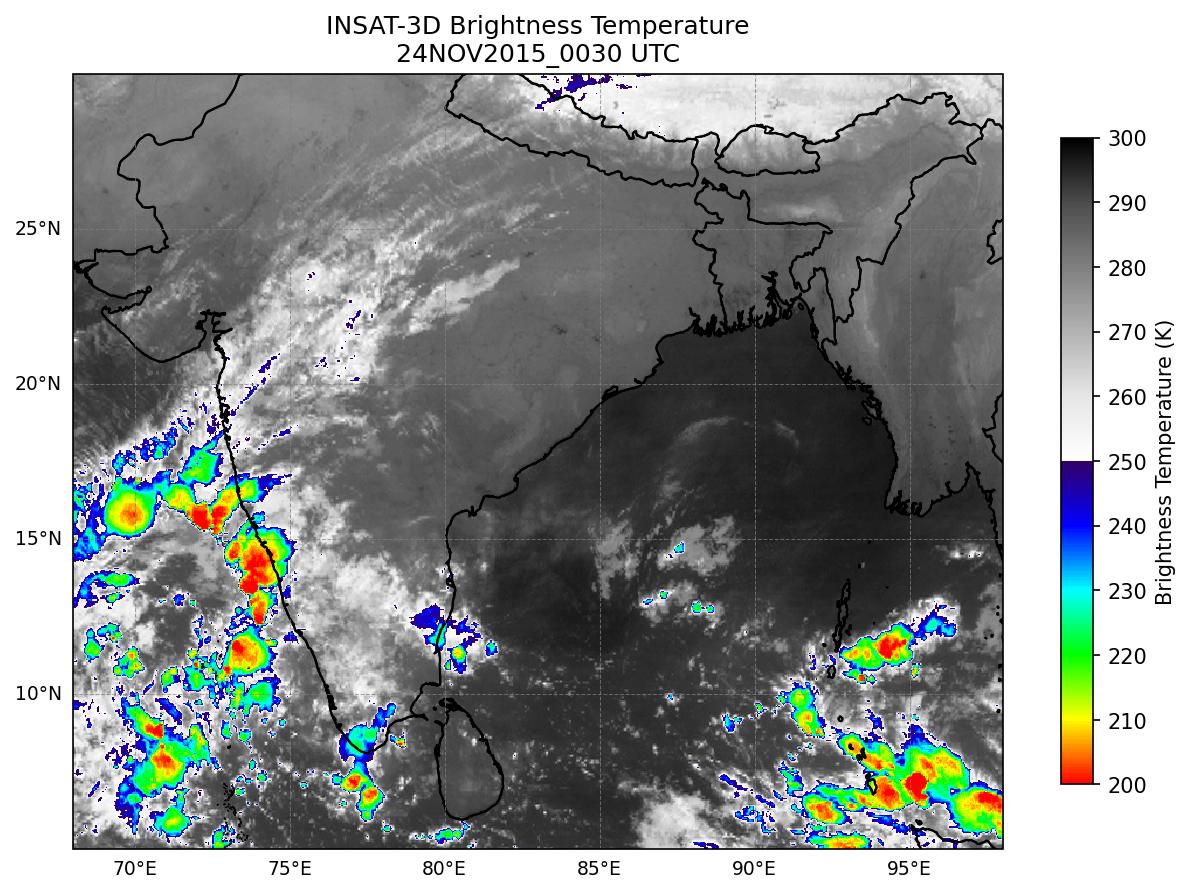 INSAT-3D Brightness Temperature
24NOV2015_0030 UTC
25°N
20°N
15°N
10°N
70°E
75°E
80°E
85°E
90°E
95°E
300
290
280
270
260
250
240
230
220
210
200
Brightness Temperature (K)